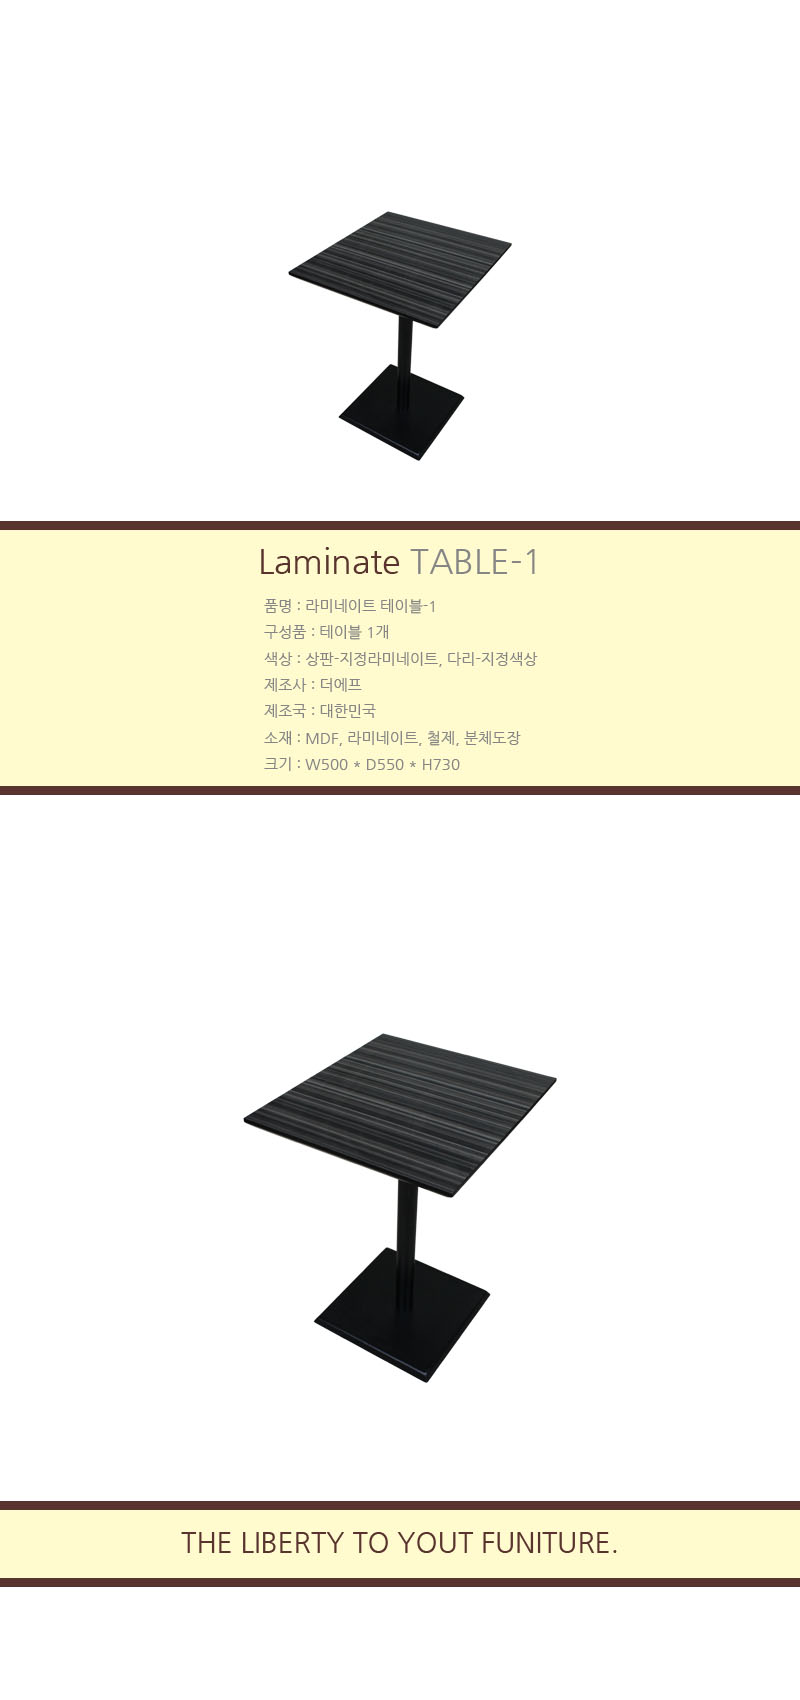 Laminate TABLE-1
품명 : 라미네이트 테이블-1
구성품 : 테이블 1개
색상 : 상판-지정라미네이트, 다리-지정색상
제조사 : 더에프
제조국 : 대한민국
소재 : MDF, 라미네이트, 철제, 분체도장
크기 : W500 * D550 * H730
THE LIBERTY TO YOUT FUNITURE.